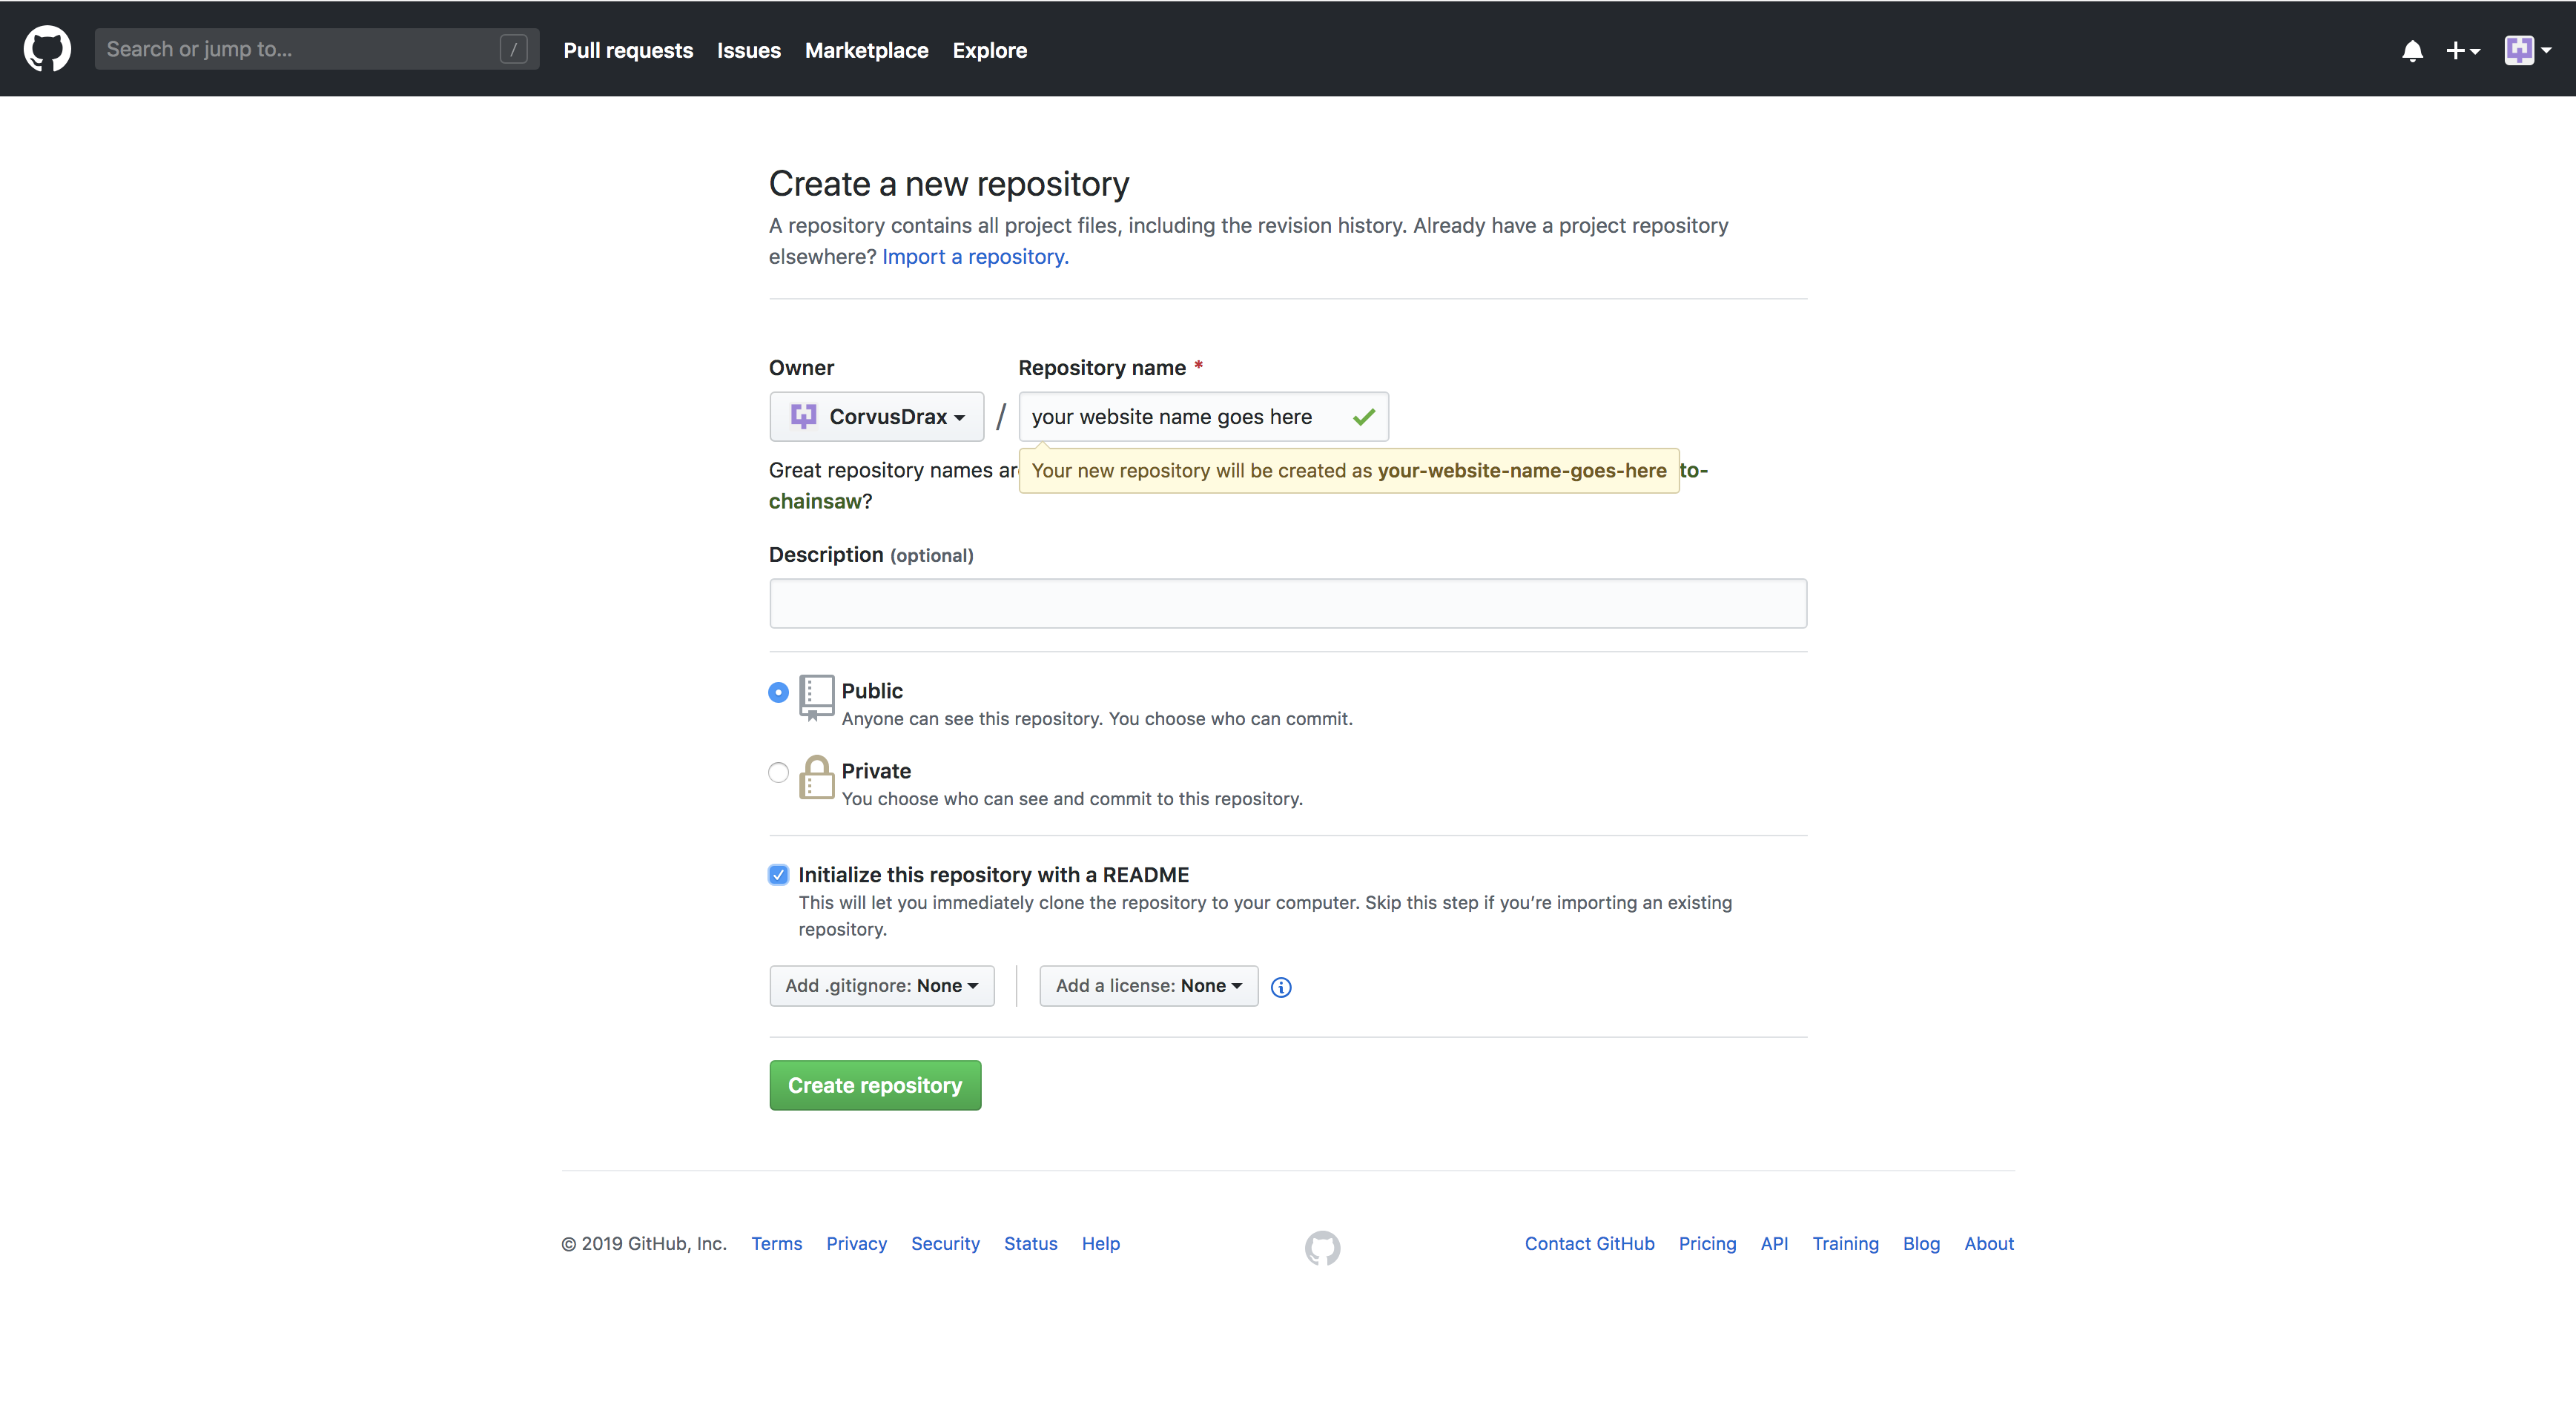 Search or jump to...
/
Pull requests Issues Marketplace Explore
Create a new repository
A repository contains all project files, including the revision history. Already have a project repository
elsewhere? Import a repository.
Owner
Repository name *
CorvusDrax
/
your website name goes here
Your new repository will be created as your-website-name-goes-here
Great repository names to-
chainsaw?
Description (optional)
Public
Anyone can see this repository. You choose who can commit.
Private
You choose who can see and commit to this repository.
Initialize this repository with a README
This will let you immediately clone the repository to your computer. Skip this step if you’re importing an existing
repository.
Add .gitignore: None
Add a license: None
Create repository
© 2019 GitHub, Inc. Terms Privacy Security Status Help
Contact GitHub Pricing API Training Blog About